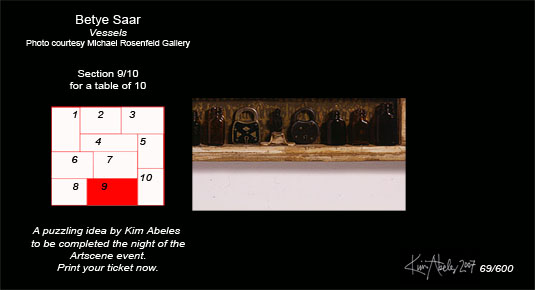 Betye Saar
Vessels
Photo courtesy Michael Rosenfeld Gallery
Section 9/10
for a table of 10
1 2 3
4 5
6 7
8 9 10
A puzzling idea by Kim Abeles
to be completed the night of the
Artscene event.
Print your ticket now.
Kim Abeles 2007 69/600